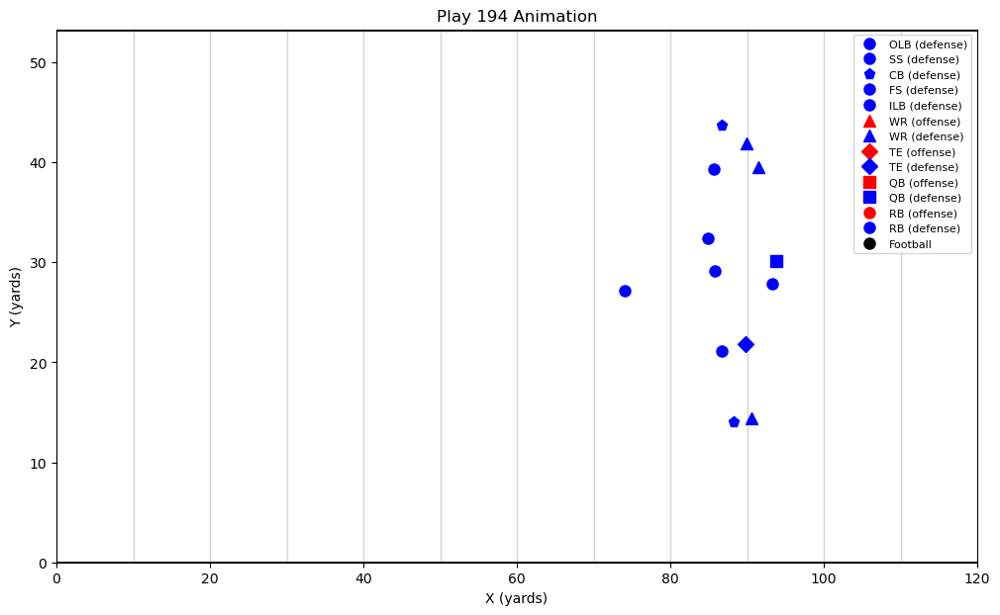 Play 194 Animation
OLB (defense)
SS (defense)
CB (defense)
FS (defense)
ILB (defense)
WR (offense)
WR (defense)
TE (offense)
TE (defense)
QB (offense)
QB (defense)
RB (offense)
RB (defense)
Football
Y (yards)
50
40
30
20
10
0
0 20 40 60 80 100 120
X (yards)